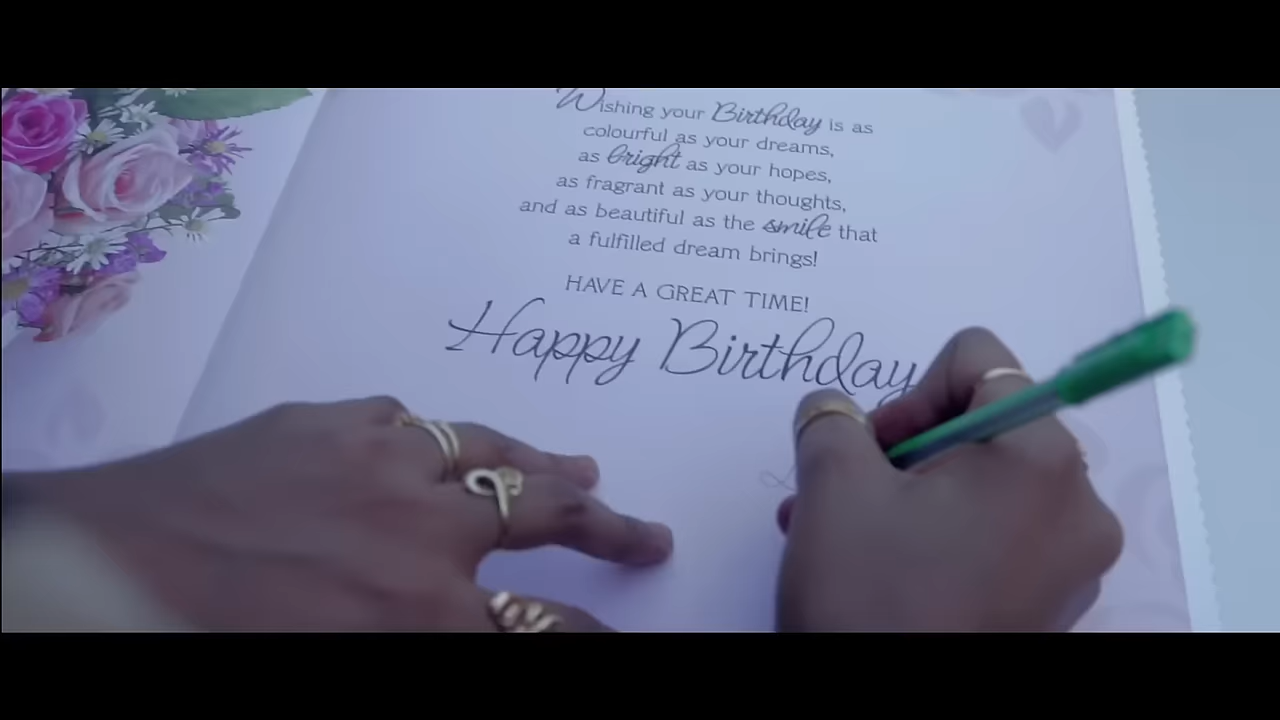 Wishing your Birthday is as
colourful as your dreams,
as bright as your hopes,
as fragrant as your thoughts,
and as beautiful as the smile that
a fulfilled dream brings!
HAVE A GREAT TIME!
Happy Birthday